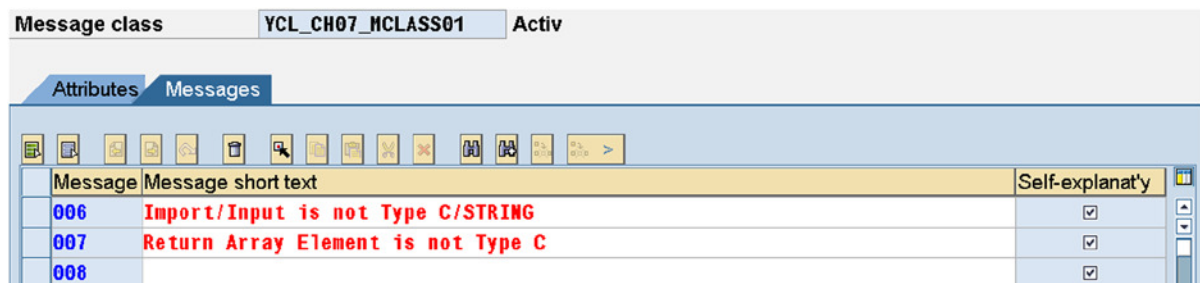 Message class YCL_CH07_MCLASS01 Activ
Attributes Messages
Message Message short text Self-explanat'y
006 Import/Input is not Type C/STRING
007 Return Array Element is not Type C
008